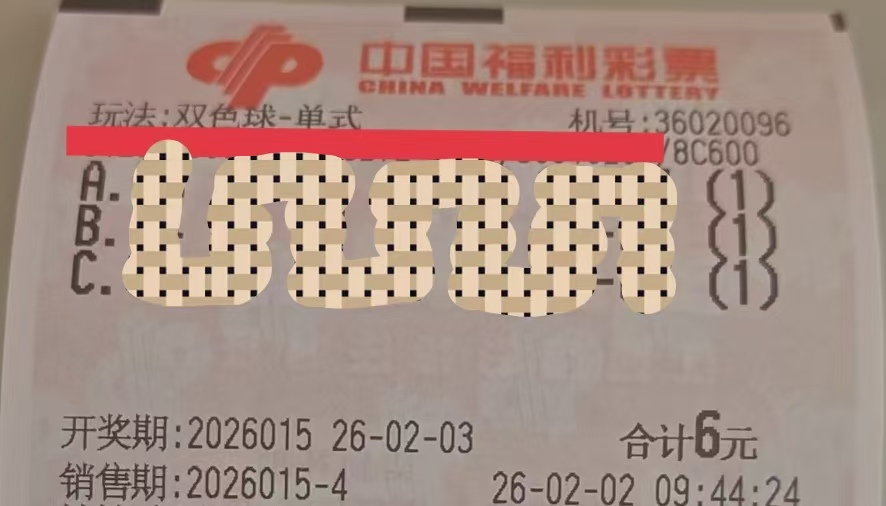 中国福利彩票
CHINA WELFARE LOTTERY
玩法:双色球-单式 机号:36020096
/8C600
A. (1)
B. (1)
C. (1)
开奖期:2026015 26-02-03 合计6元
销售期:2026015-4 26-02-02 09:44:24